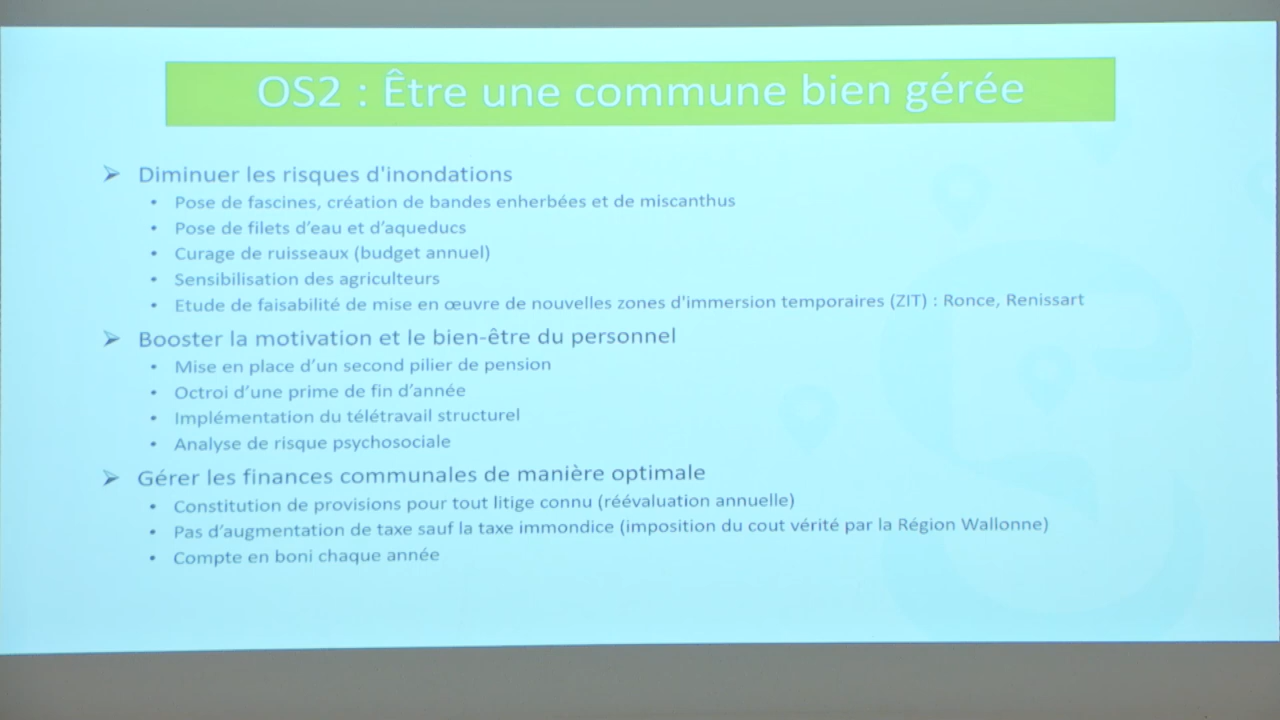 OS2 : Être une commune bien gérée
➢ Diminuer les risques d'inondations
• Pose de fascines, création de bandes enherbées et de miscanthus
• Pose de filets d'eau et d'aqueducs
• Curage de ruisseaux (budget annuel)
• Sensibilisation des agriculteurs
• Etude de faisabilité de mise en œuvre de nouvelles zones d'immersion temporaires (ZIT) : Ronce, Renissart
➢ Booster la motivation et le bien-être du personnel
• Mise en place d'un second pilier de pension
• Octroi d'une prime de fin d'année
• Implémentation du télétravail structurel
• Analyse de risque psychosociale
➢ Gérer les finances communales de manière optimale
• Constitution de provisions pour tout litige connu (réévaluation annuelle)
• Pas d'augmentation de taxe sauf la taxe immondice (imposition du cout vérité par la Région Wallonne)
• Compte en boni chaque année